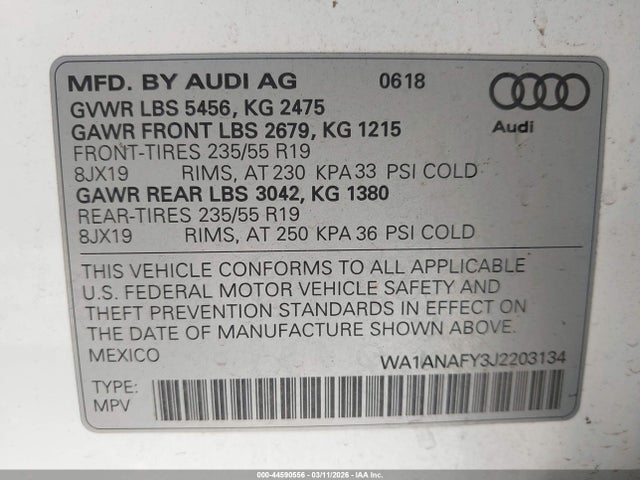 MFD. BY AUDI AG 0618
GVWR LBS 5456, KG 2475
GAWR FRONT LBS 2679, KG 1215
Audi
FRONT-TIRES 235/55 R19
8JX19 RIMS, AT 230 KPA 33 PSI COLD
GAWR REAR LBS 3042, KG 1380
REAR-TIRES 235/55 R19
8JX19 RIMS, AT 250 KPA 36 PSI COLD
THIS VEHICLE CONFORMS TO ALL APPLICABLE
U.S. FEDERAL MOTOR VEHICLE SAFETY AND
THEFT PREVENTION STANDARDS IN EFFECT ON
THE DATE OF MANUFACTURE SHOWN ABOVE.
MEXICO WA1ANAFY3J2203134
TYPE:
MPV
000-44590556 - 03/11/2026 - IAAI.COM